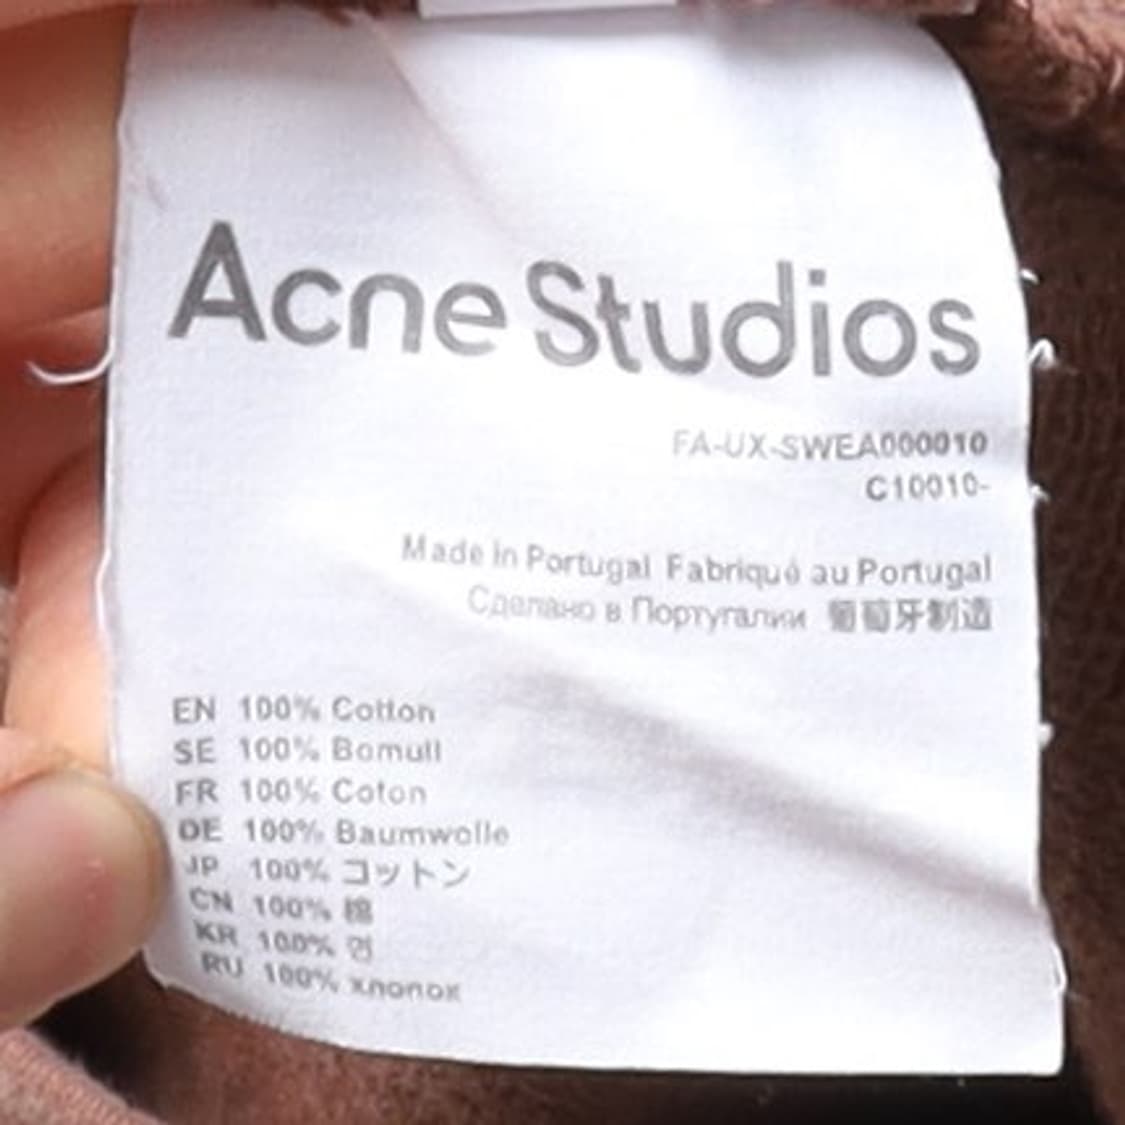 Acne Studios
FA-UX-SWEA000010
C10010-
Made in Portugal Fabriqué au Portugal
Сделано в Португалии 葡萄牙制造
EN 100% Cotton
SE 100% Bomull
FR 100% Coton
DE 100% Baumwolle
JP 100% コットン
CN 100% 棉
KR 100% 면
RU 100% хлопок